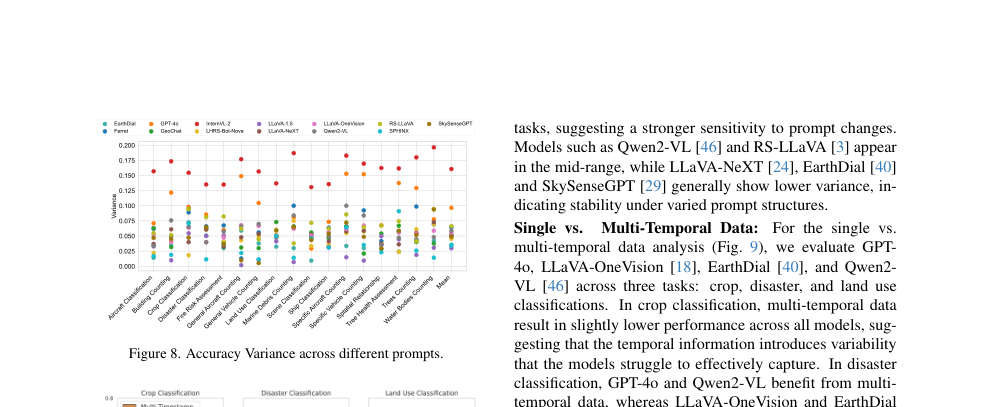 EarthDial GPT-4o InternVL-2 LLaVA-1.5 LLaVA-OneVision RS-LLaVA SkySenseGPT
Ferret GeoChat LHRS-Bot-Nova LLaVA-NeXT Qwen2-VL SPHINX
0.200
0.175
0.150
0.125
0.100
0.075
0.050
0.025
0.000
Variance
Aircraft Classification
Building Counting
Crop Classification
Disaster Classification
Fire Risk Assessment
General Aircraft Counting
General Vehicle Counting
Land Use Classification
Marine Debris Counting
Scene Classification
Ship Classification
Specific Aircraft Counting
Specific Vehicle Counting
Spatial Relationship
Tree Health Assessment
Trees Counting
Water Bodies Counting
Mean
Figure 8. Accuracy Variance across different prompts.
Crop Classification Disaster Classification Land Use Classification
0.8
Multi Timestamp
tasks, suggesting a stronger sensitivity to prompt changes.
Models such as Qwen2-VL [46] and RS-LLaVA [3] appear
in the mid-range, while LLaVA-NeXT [24], EarthDial [40]
and SkySenseGPT [29] generally show lower variance, in-
dicating stability under varied prompt structures.
Single vs. Multi-Temporal Data: For the single vs.
multi-temporal data analysis (Fig. 9), we evaluate GPT-
4o, LLaVA-OneVision [18], EarthDial [40], and Qwen2-
VL [46] across three tasks: crop, disaster, and land use
classifications. In crop classification, multi-temporal data
result in slightly lower performance across all models, sug-
gesting that the temporal information introduces variability
that the models struggle to effectively capture. In disaster
classification, GPT-4o and Qwen2-VL benefit from multi-
temporal data, whereas LLaVA-OneVision and EarthDial